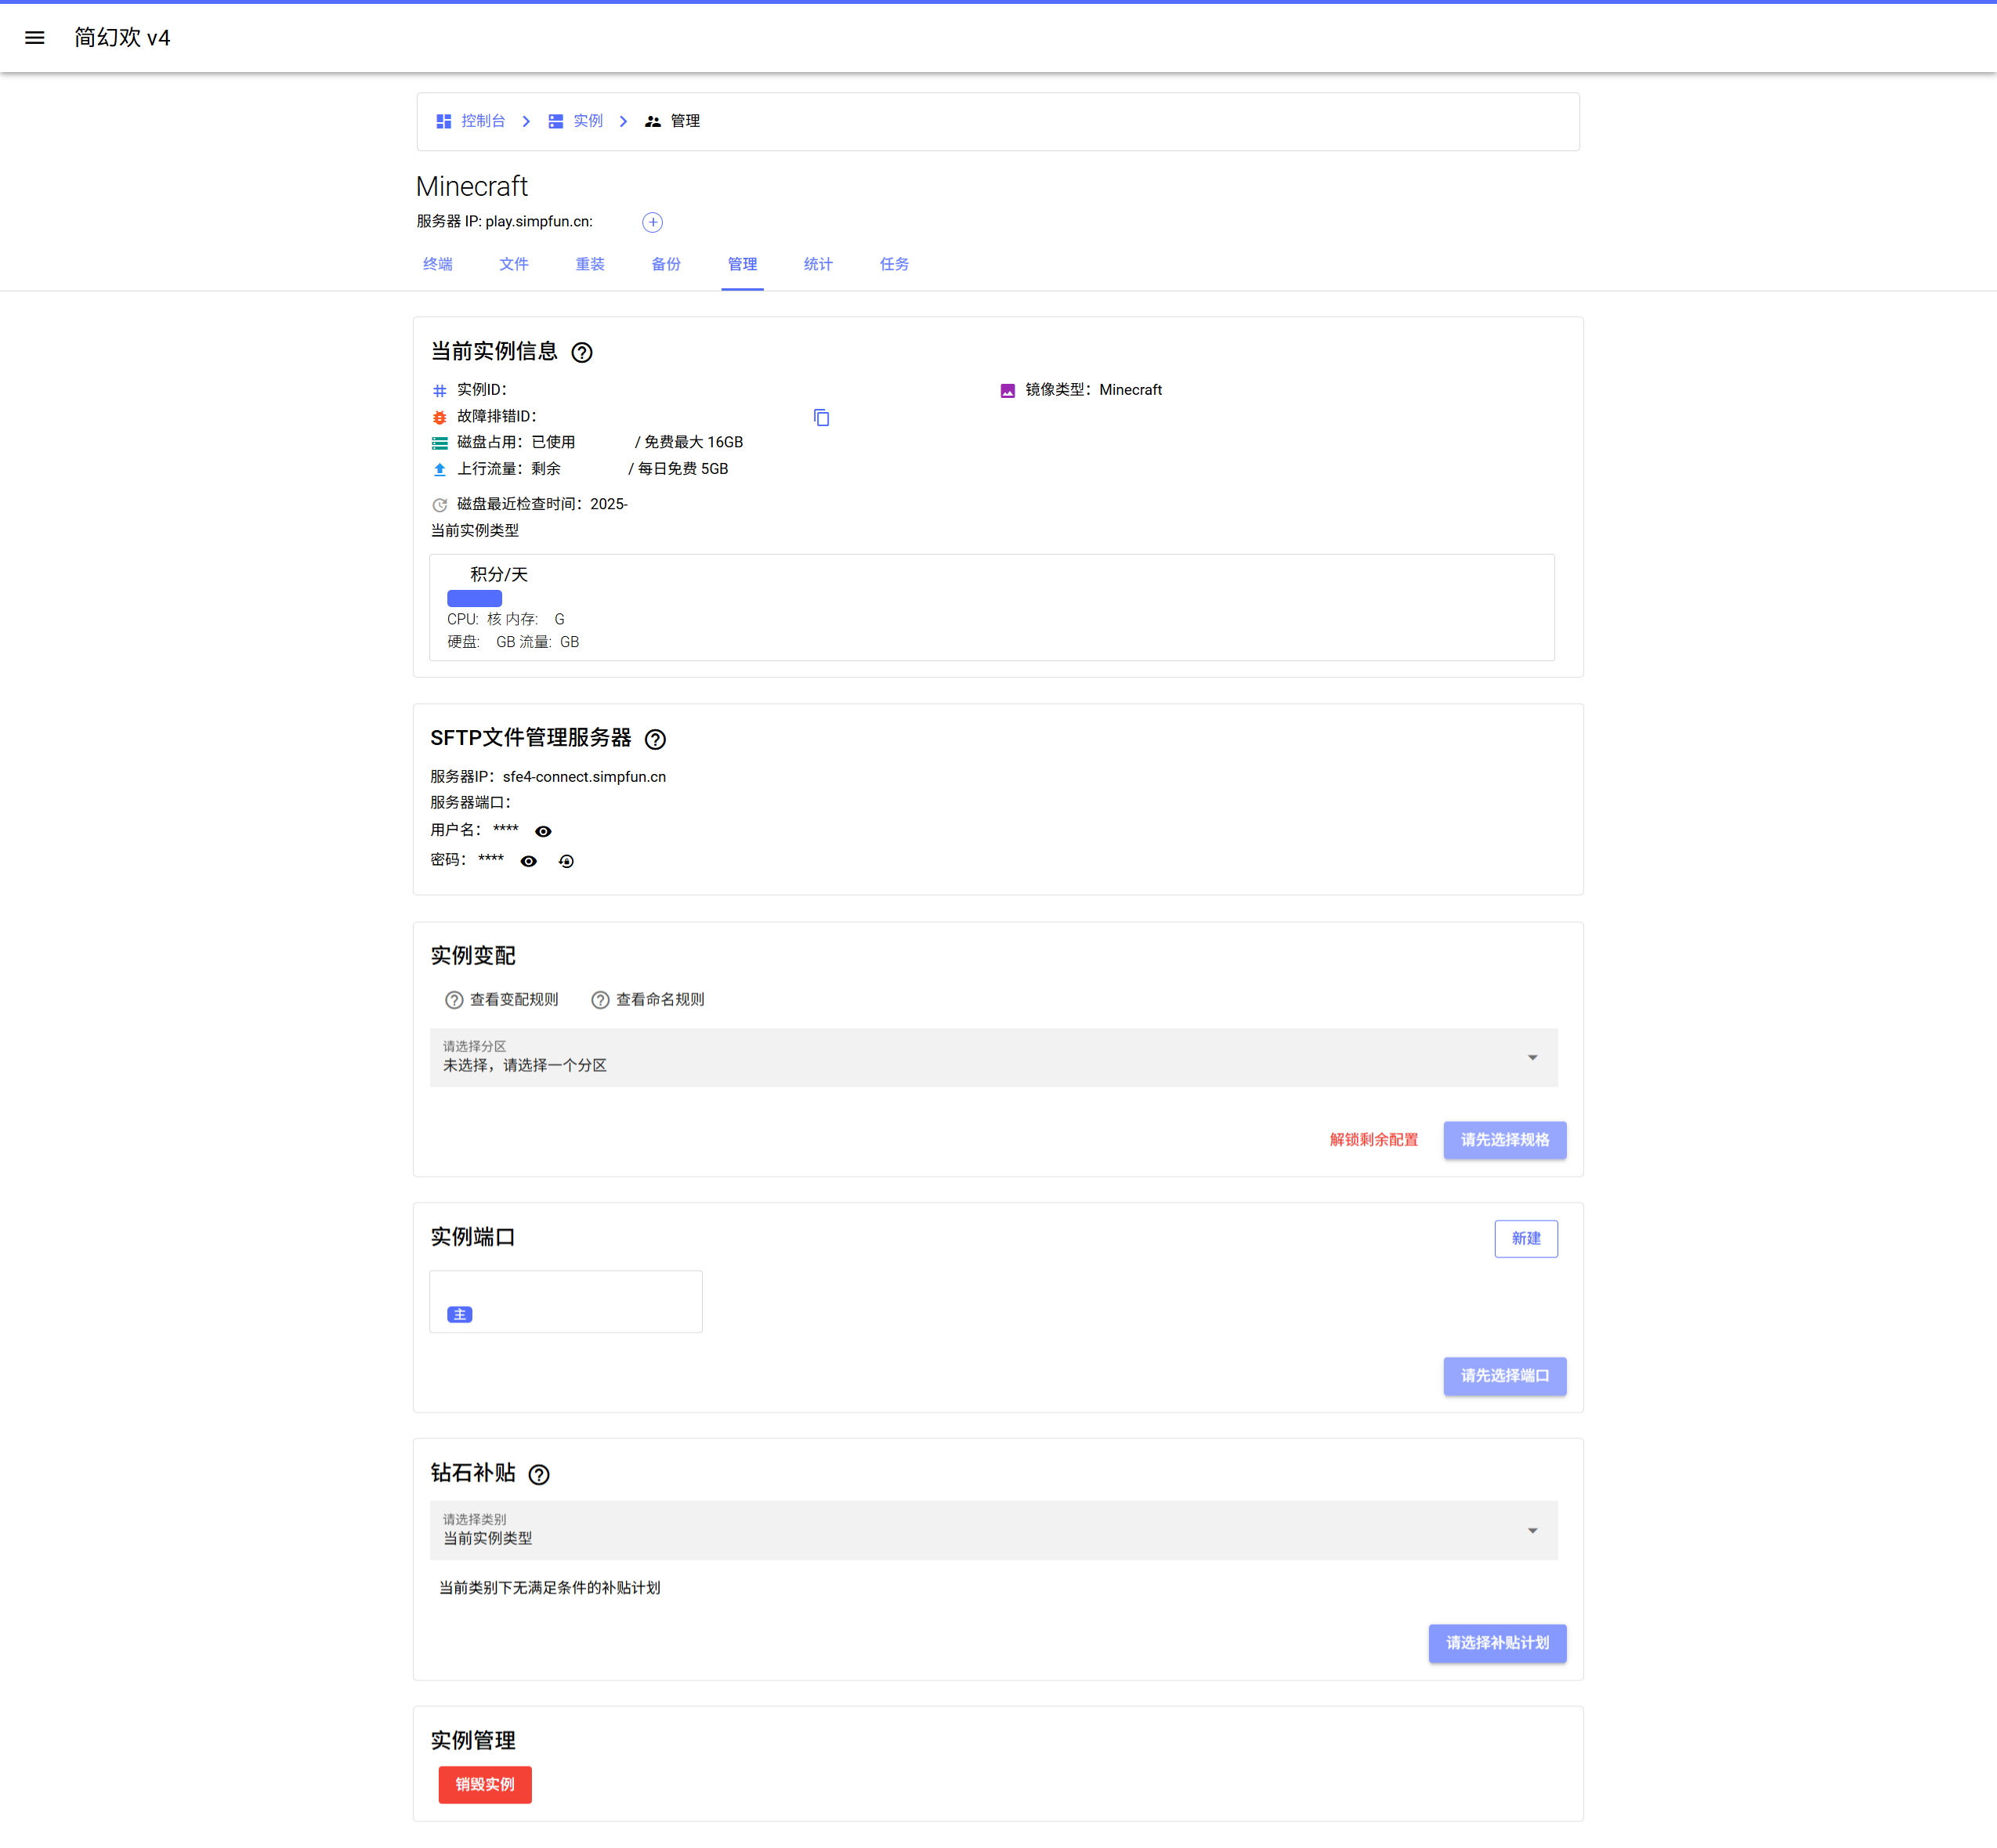 简幻欢 v4
控制台 实例 管理
Minecraft
服务器 IP: play.simpfun.cn:
终端 文件 重装 备份 管理 统计 任务
当前实例信息
实例ID：
镜像类型：Minecraft
故障排错ID：
磁盘占用：已使用 / 免费最大 16GB
上行流量：剩余 / 每日免费 5GB
磁盘最近检查时间：2025-
当前实例类型
积分/天
CPU: 核 内存: G
硬盘: GB 流量: GB
SFTP文件管理服务器
服务器IP：sfe4-connect.simpfun.cn
服务器端口：
用户名： ****
密码： ****
实例变配
查看变配规则 查看命名规则
请选择分区
未选择，请选择一个分区
解锁剩余配置 请先选择规格
实例端口
新建
主
请先选择端口
钻石补贴
请选择类别
当前实例类型
当前类别下无满足条件的补贴计划
请选择补贴计划
实例管理
销毁实例